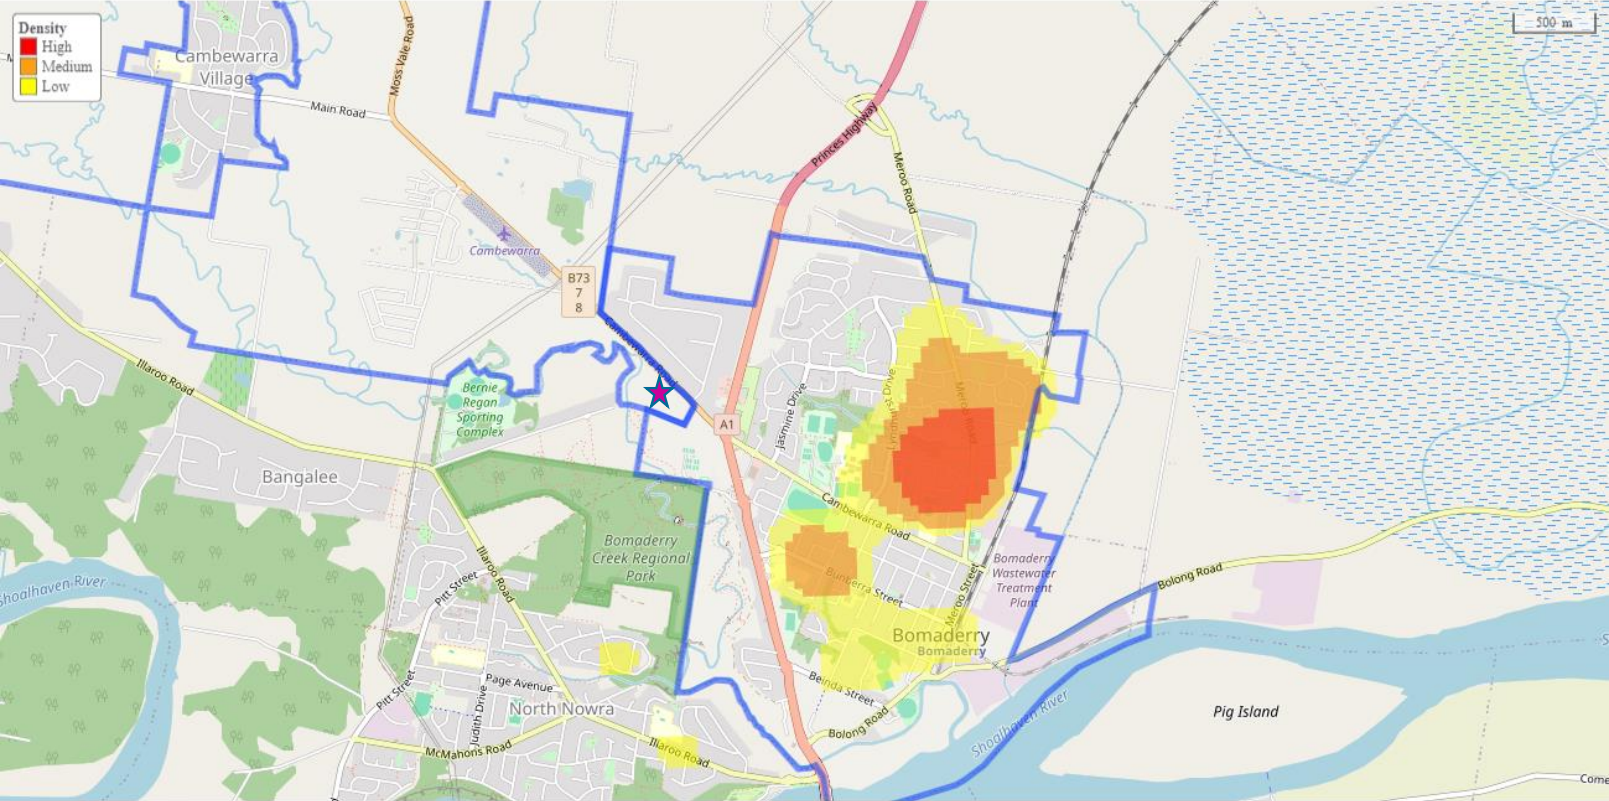 Density
High
Medium
Low
500 m
Cambewarra
Village
Main Road
Moss Vale Road
Princes Highway
Meroo Road
Cambewarra
B73
7
8
Cambewarra Road
Illaroo Road
Bernie
Regan
Sporting
Complex
A1
Jasmine Drive
Lyndhurst Drive
Meroo Road
Bangalee
Cambewarra Road
Bomaderry
Creek Regional
Park
Illaroo Road
Pitt Street
Bunberra Street
Meroo Street
Bomaderry
Wastewater
Treatment
Plant
Bolong Road
Shoalhaven River
Bomaderry
Bomaderry
Beinda Street
Page Avenue
Pitt Street
Judith Drive
North Nowra
McMahons Road
Illaroo Road
Bolong Road
Shoalhaven River
Pig Island
Come